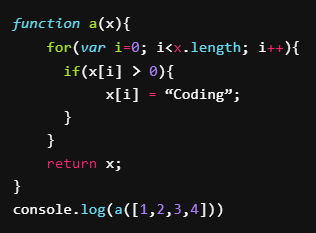 function a(x){
for(var i=0; i<x.length; i++){
if(x[i] > 0){
x[i] = “Coding”;
}
}
return x;
}
console.log(a([1,2,3,4]))